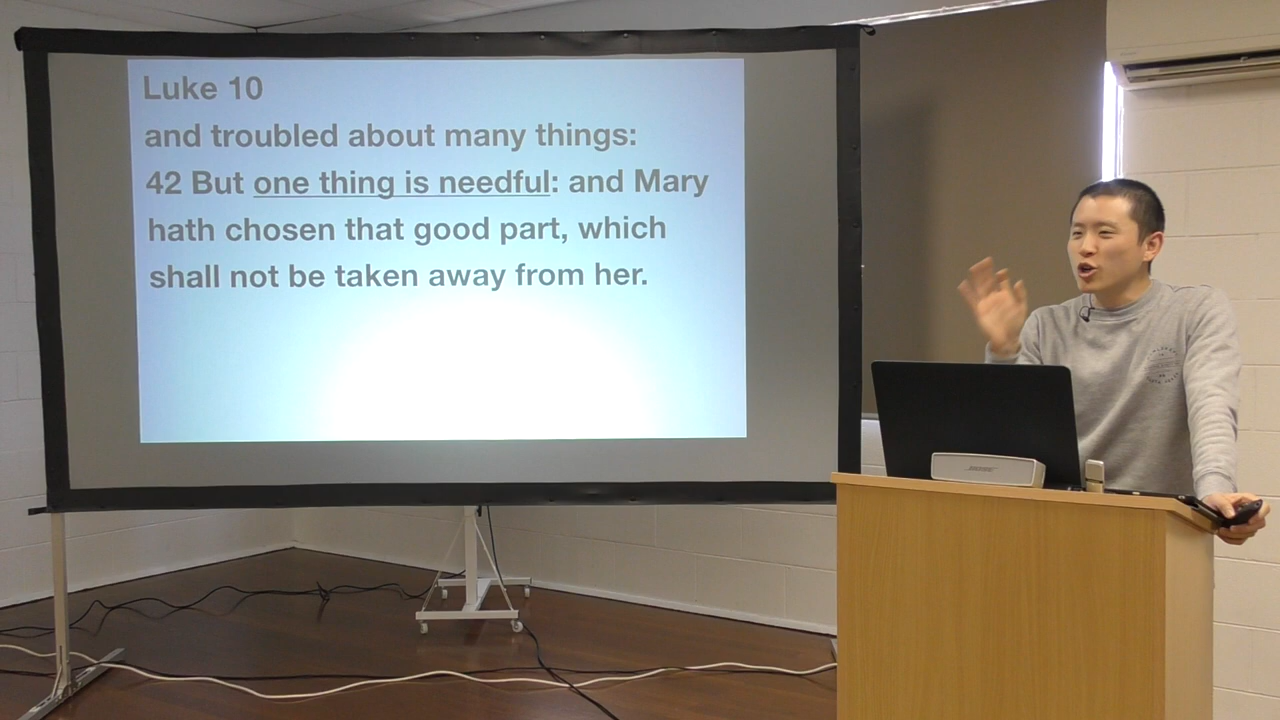 Luke 10
and troubled about many things:
42 But one thing is needful: and Mary
hath chosen that good part, which
shall not be taken away from her.